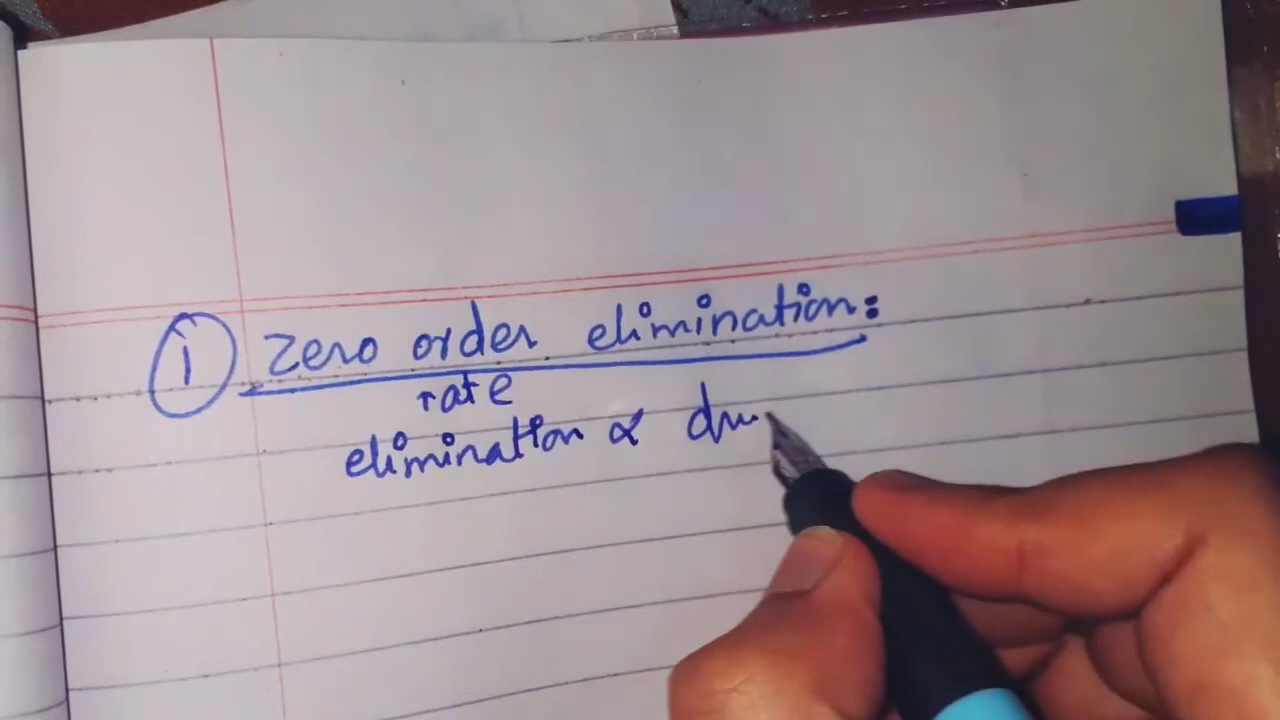 ① zero order elimination:
rate
elimination ∝ dru